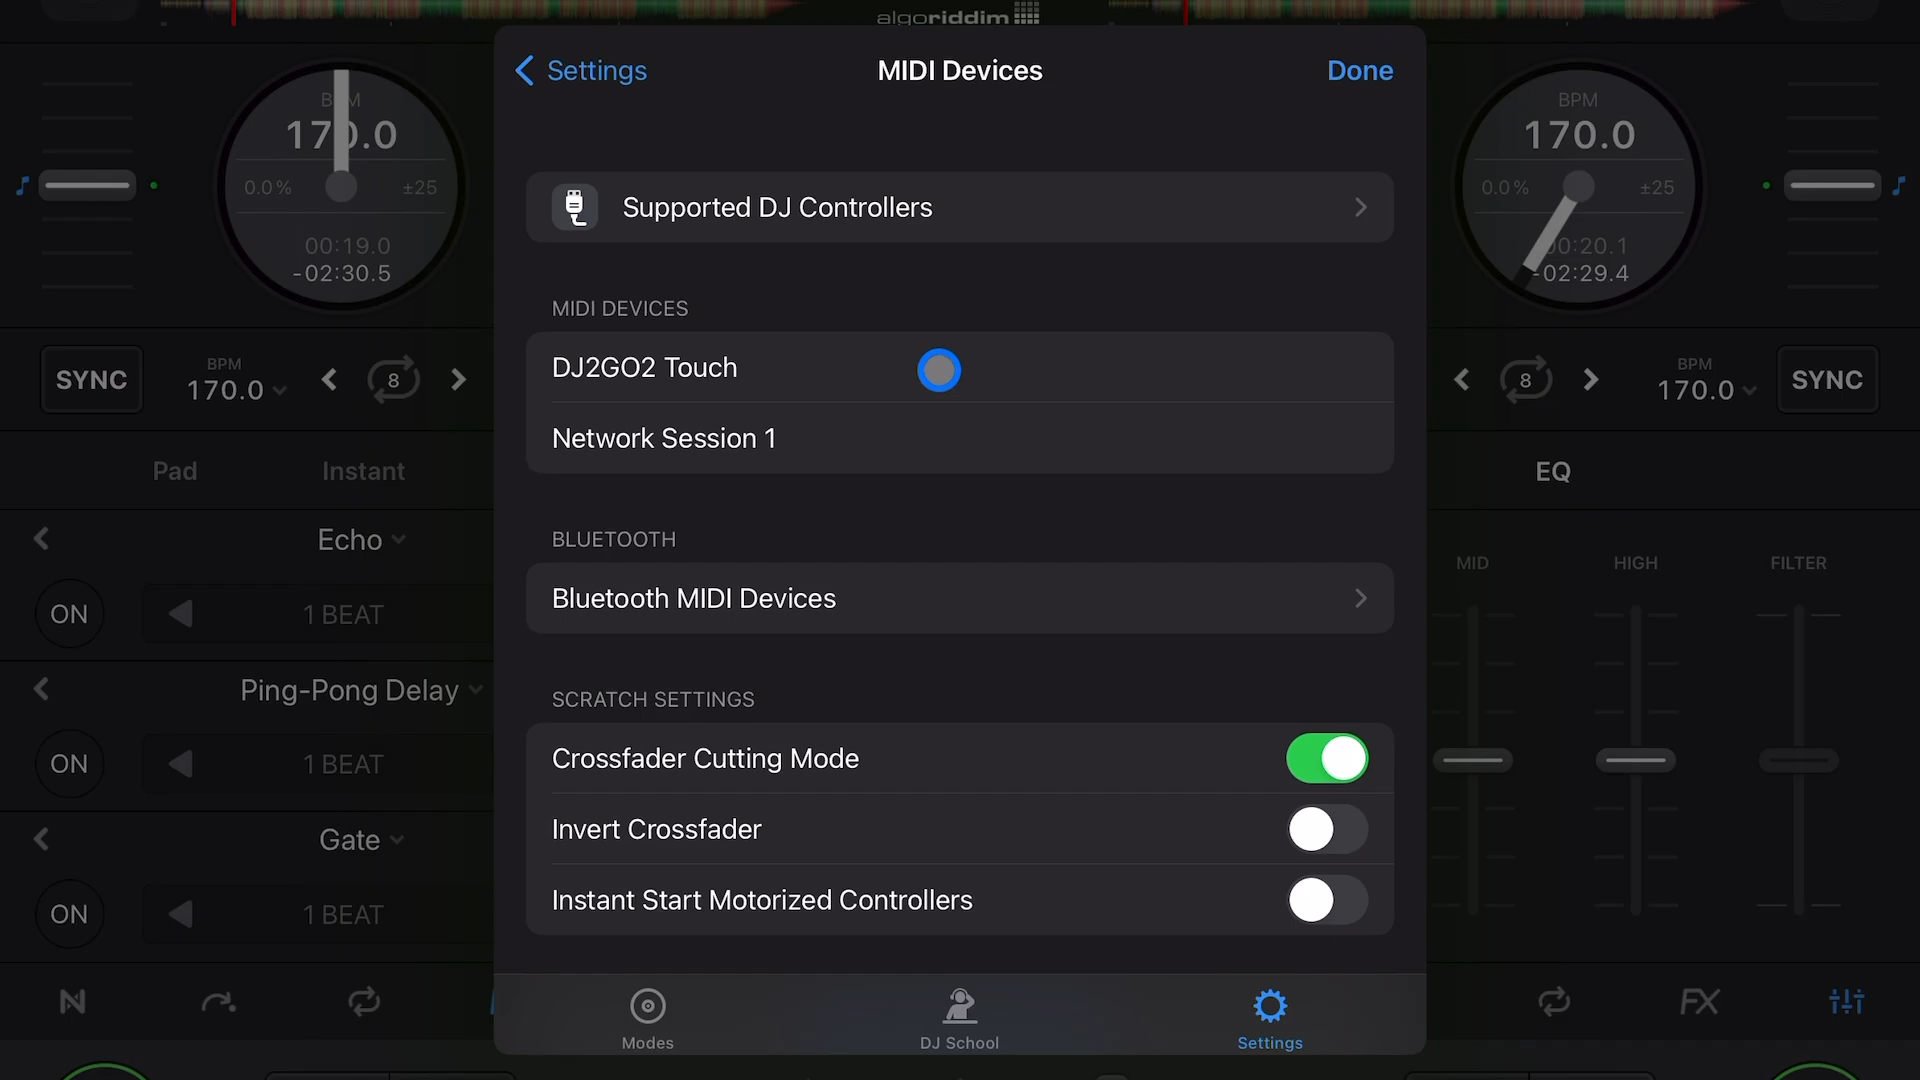 algoriddim
Settings
MIDI Devices
Done
BPM
170.0
0.0%
±25
00:19.0
-02:30.5
BPM
170.0
0.0%
±25
00:20.1
-02:29.4
Supported DJ Controllers
MIDI DEVICES
DJ2GO2 Touch
Network Session 1
SYNC
BPM
170.0
8
8
BPM
170.0
SYNC
Pad
Instant
EQ
Echo
ON
1 BEAT
Ping-Pong Delay
ON
1 BEAT
Gate
ON
1 BEAT
BLUETOOTH
Bluetooth MIDI Devices
SCRATCH SETTINGS
Crossfader Cutting Mode
Invert Crossfader
Instant Start Motorized Controllers
MID
HIGH
FILTER
N
FX
Modes
DJ School
Settings